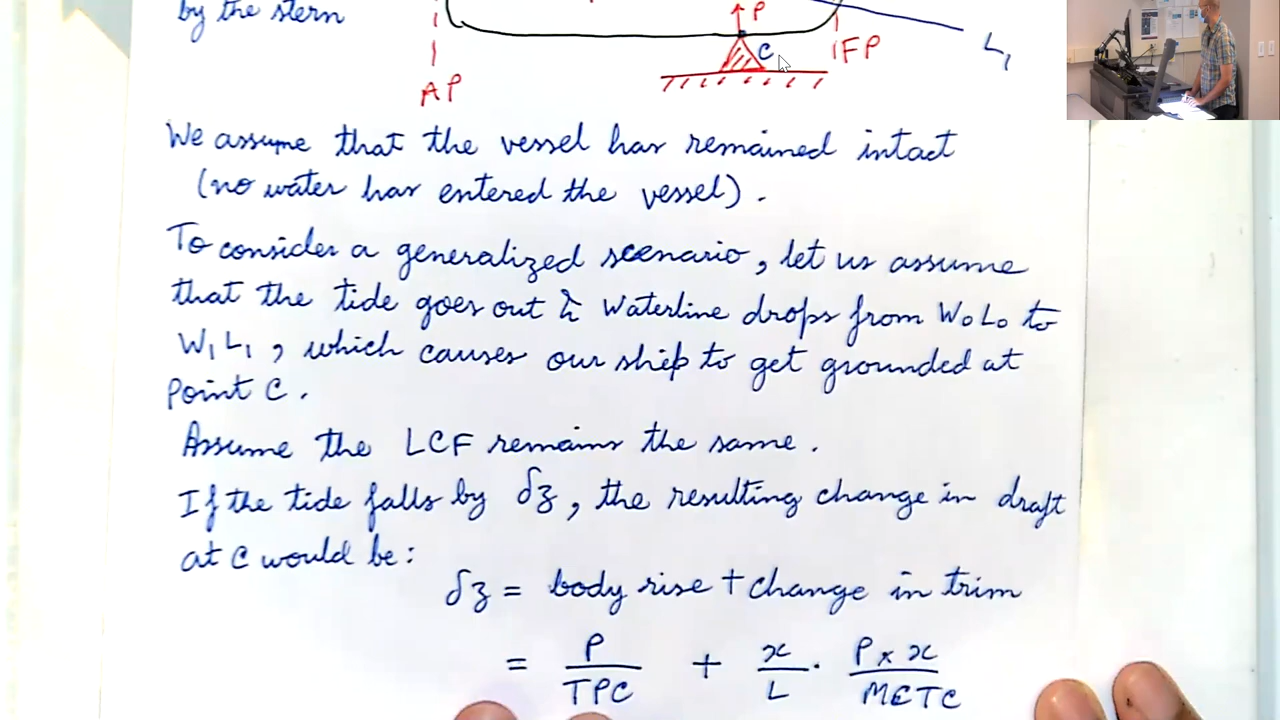 by the stern
P
C
L₁
FP
AP
We assume that the vessel has remained intact
(no water has entered the vessel).
To consider a generalized scenario, let us assume
that the tide goes out & waterline drops from W₀L₀ to
W₁L₁, which causes our ship to get grounded at
point C.
Assume the LCF remains the same.
If the tide falls by δz, the resulting change in draft
at C would be:
δz = body rise + change in trim
= P/TPC + x/L · P × x/MCTC